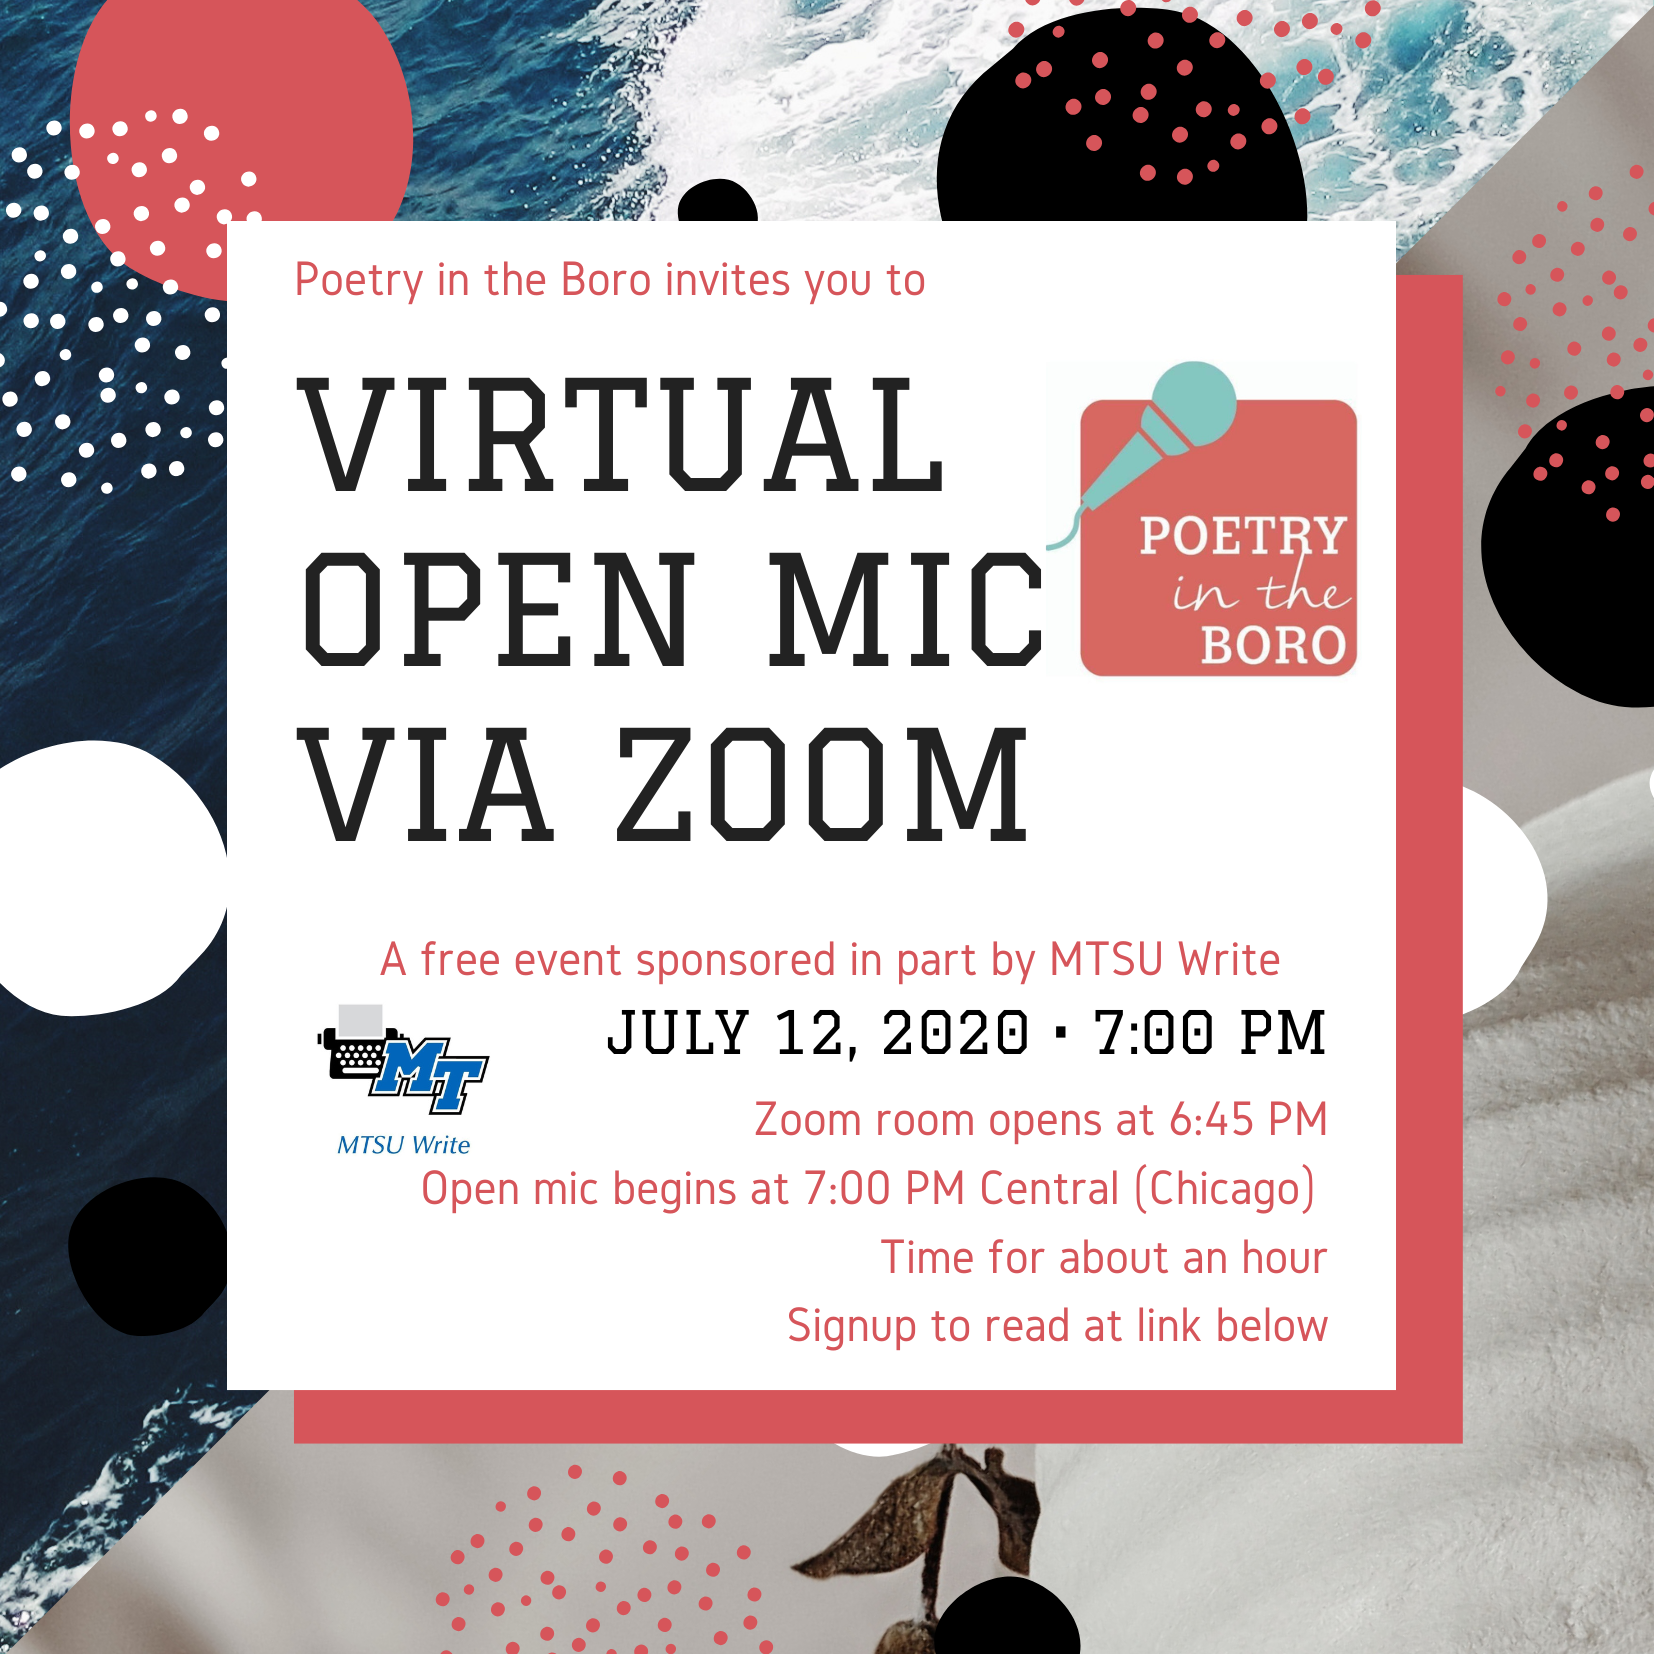 Poetry in the Boro invites you to
VIRTUAL
OPEN MIC
VIA ZOOM
POETRY
in the
BORO
A free event sponsored in part by MTSU Write
JULY 12, 2020 • 7:00 PM
MT
MTSU Write
Zoom room opens at 6:45 PM
Open mic begins at 7:00 PM Central (Chicago)
Time for about an hour
Signup to read at link below